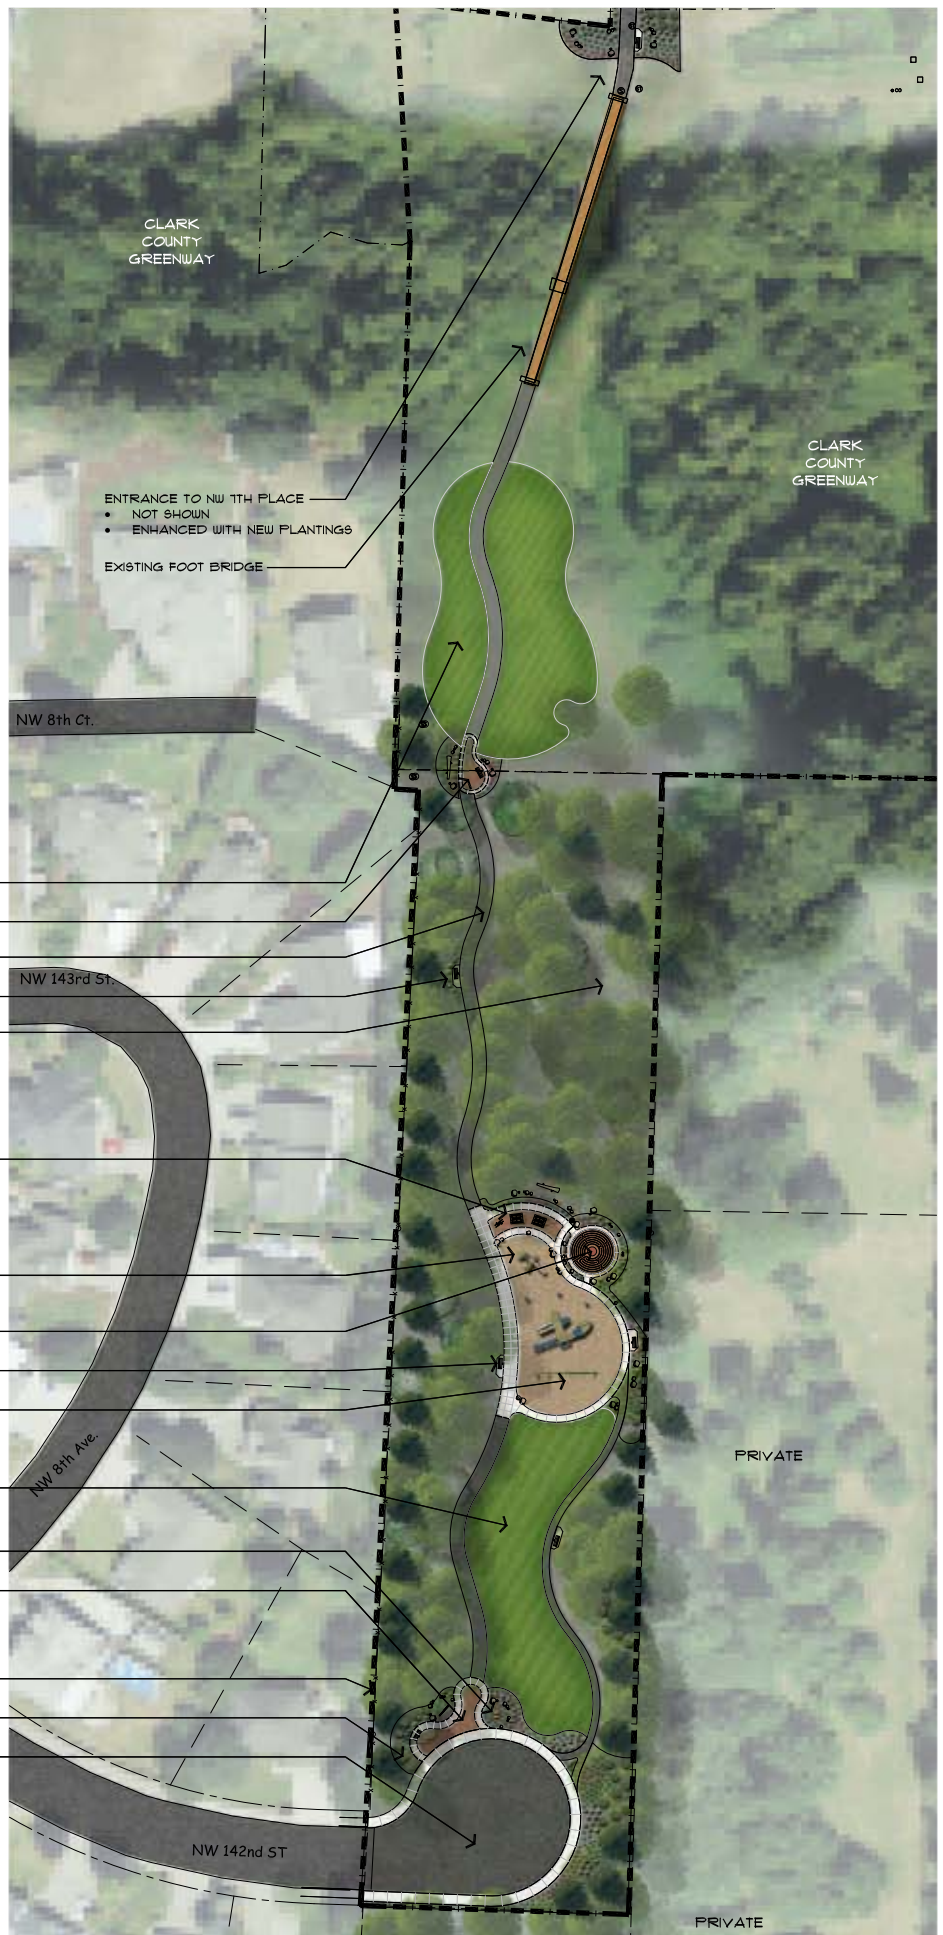 CLARK
COUNTY
GREENWAY
CLARK
COUNTY
GREENWAY
ENTRANCE TO NW 7TH PLACE
• NOT SHOWN
• ENHANCED WITH NEW PLANTINGS
EXISTING FOOT BRIDGE
NW 8th Ct.
NW 143rd St.
NW 8th Ave.
PRIVATE
NW 142nd ST
PRIVATE